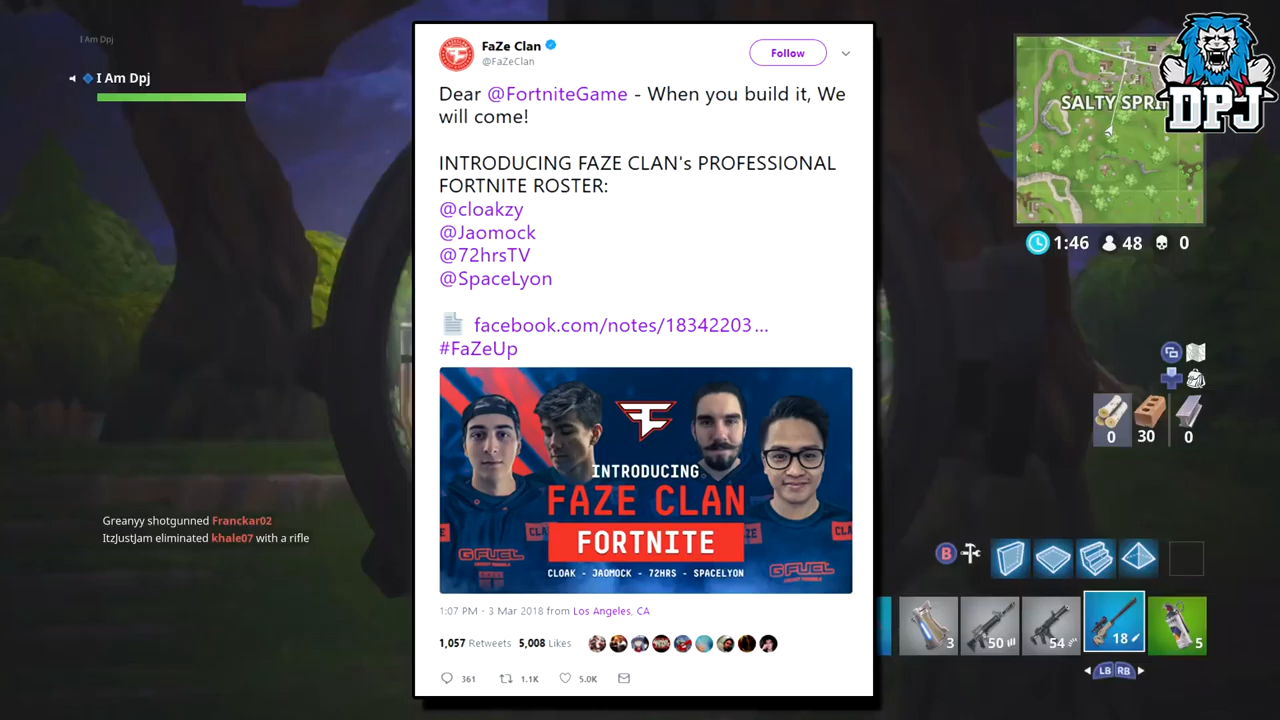 I Am Dpj
I Am Dpj
FaZe Clan
@FaZeClan
Follow
Dear @FortniteGame - When you build it, We
will come!
INTRODUCING FAZE CLAN's PROFESSIONAL
FORTNITE ROSTER:
@cloakzy
@Jaomock
@72hrsTV
@SpaceLyon
facebook.com/notes/18342203...
#FaZeUp
INTRODUCING
FAZE CLAN
FORTNITE
CLOAK - JAOMOCK - 72HRS - SPACELYON
G FUEL
G FUEL
1:07 PM - 3 Mar 2018 from Los Angeles, CA
1,057 Retweets 5,008 Likes
361 1.1K 5.0K
SALTY SPRI
DPJ
1:46 48 0
0 30 0
Greanyy shotgunned Franckar02
ItzJustJam eliminated khale07 with a rifle
B
3 50 54 18 5
LB RB